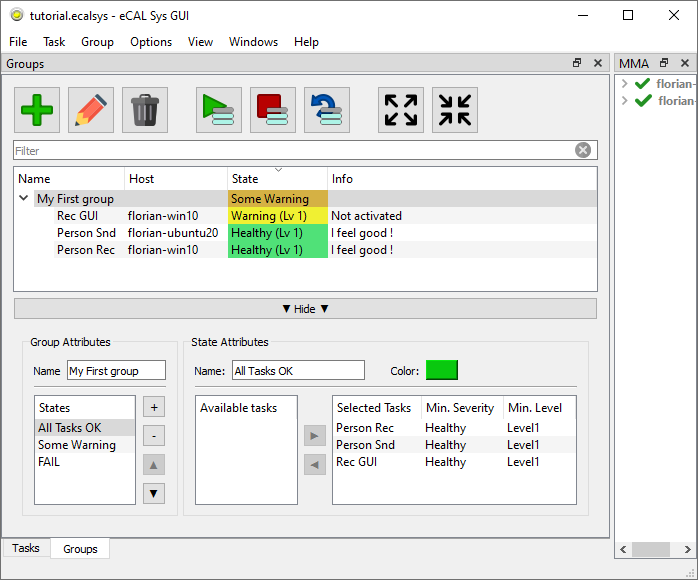 tutorial.ecalsys - eCAL Sys GUI
File Task Group Options View Windows Help
Groups
MMA
florian-
florian-
Filter
Name Host State Info
My First group Some Warning
Rec GUI florian-win10 Warning (Lv 1) Not activated
Person Snd florian-ubuntu20 Healthy (Lv 1) I feel good !
Person Rec florian-win10 Healthy (Lv 1) I feel good !
▼ Hide ▼
Group Attributes
Name My First group
States
All Tasks OK
Some Warning
FAIL
+
-
▲
▼
State Attributes
Name: All Tasks OK Color:
Available tasks
Selected Tasks Min. Severity Min. Level
Person Rec Healthy Level1
Person Snd Healthy Level1
Rec GUI Healthy Level1
Tasks Groups